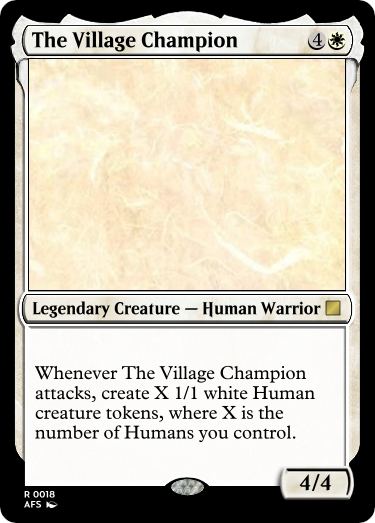 The Village Champion 4
Legendary Creature — Human Warrior
Whenever The Village Champion
attacks, create X 1/1 white Human
creature tokens, where X is the
number of Humans you control.
4/4
R 0018
AFS